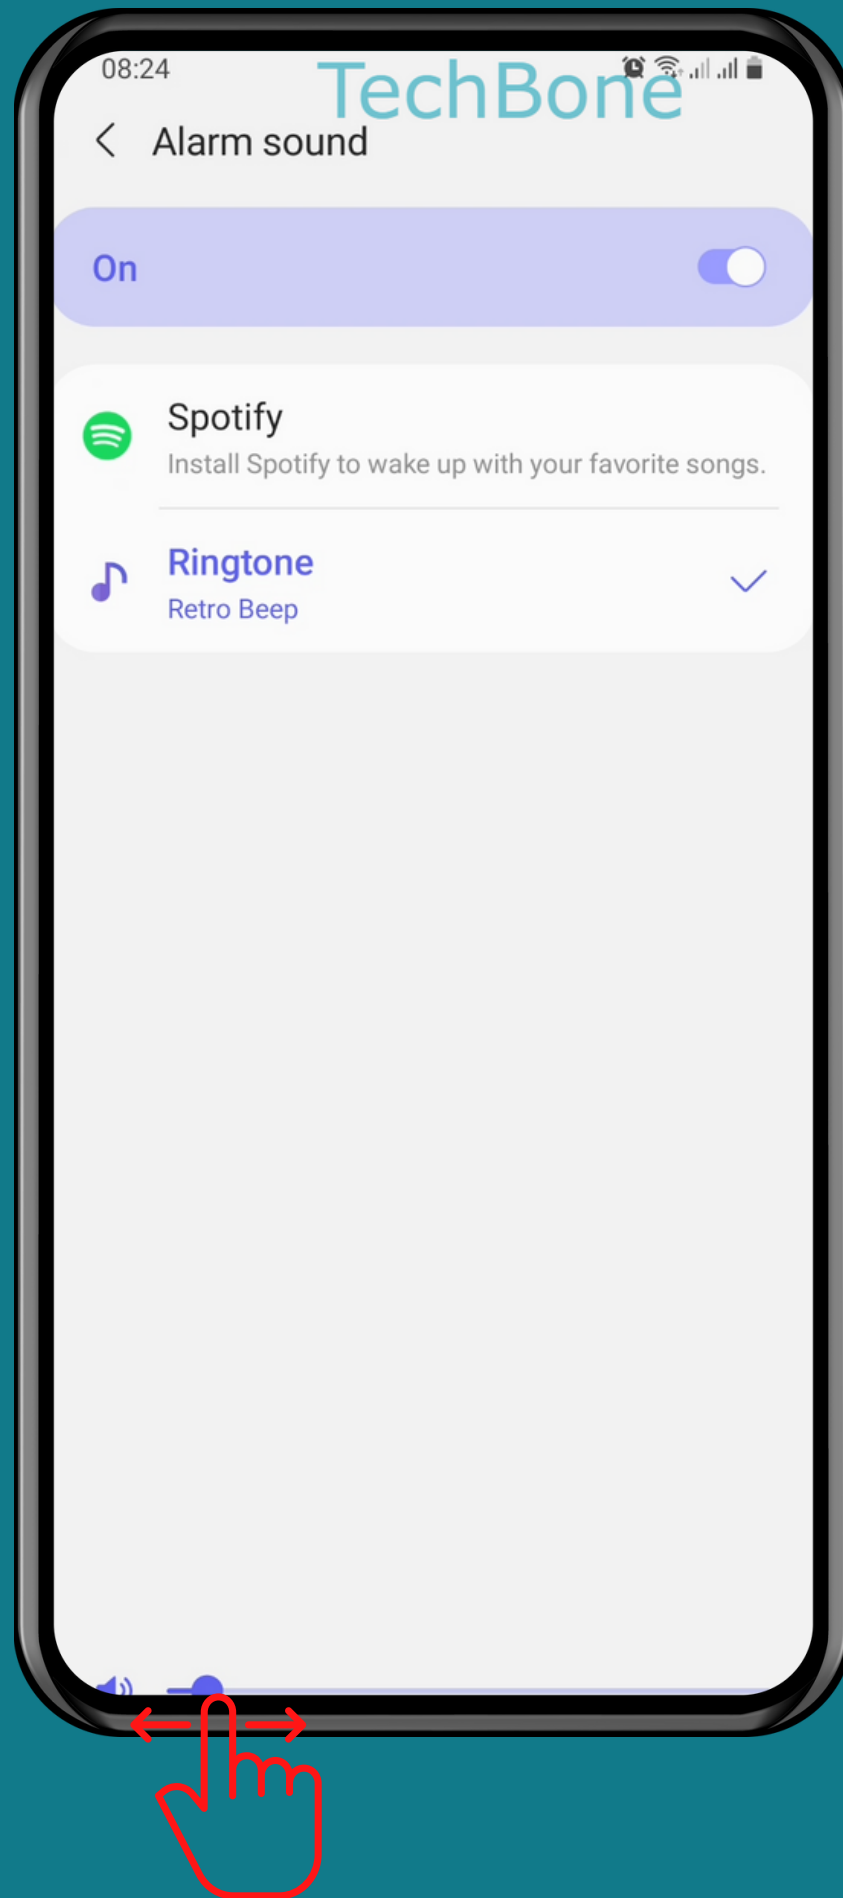 08:24
TechBone
Alarm sound
On
Spotify
Install Spotify to wake up with your favorite songs.
Ringtone
Retro Beep